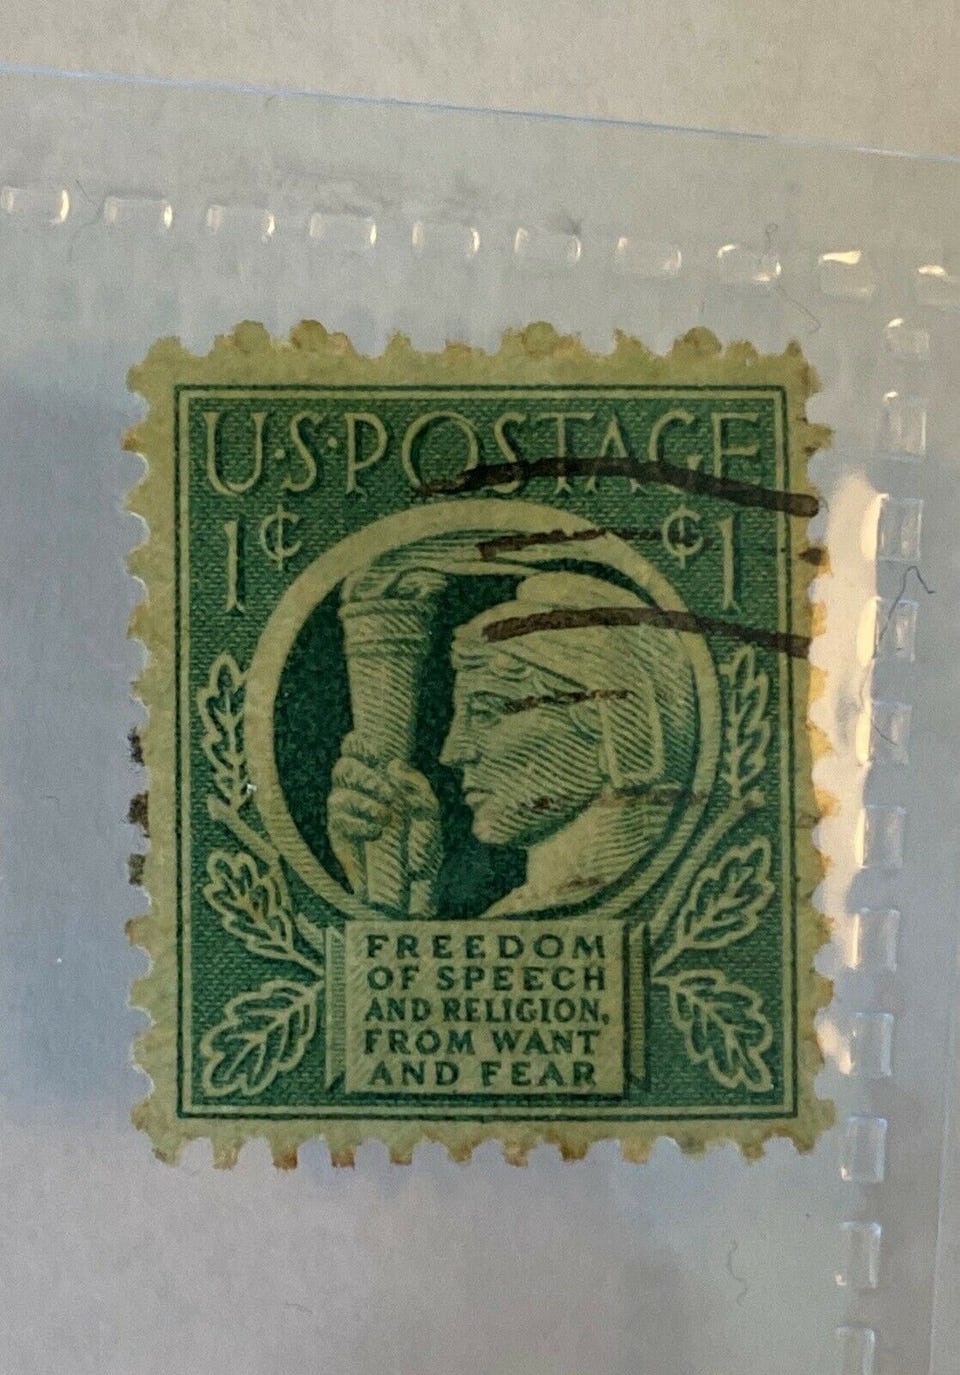 U·S·POSTAGE
1¢ ¢1
FREEDOM
OF SPEECH
AND RELIGION,
FROM WANT
AND FEAR